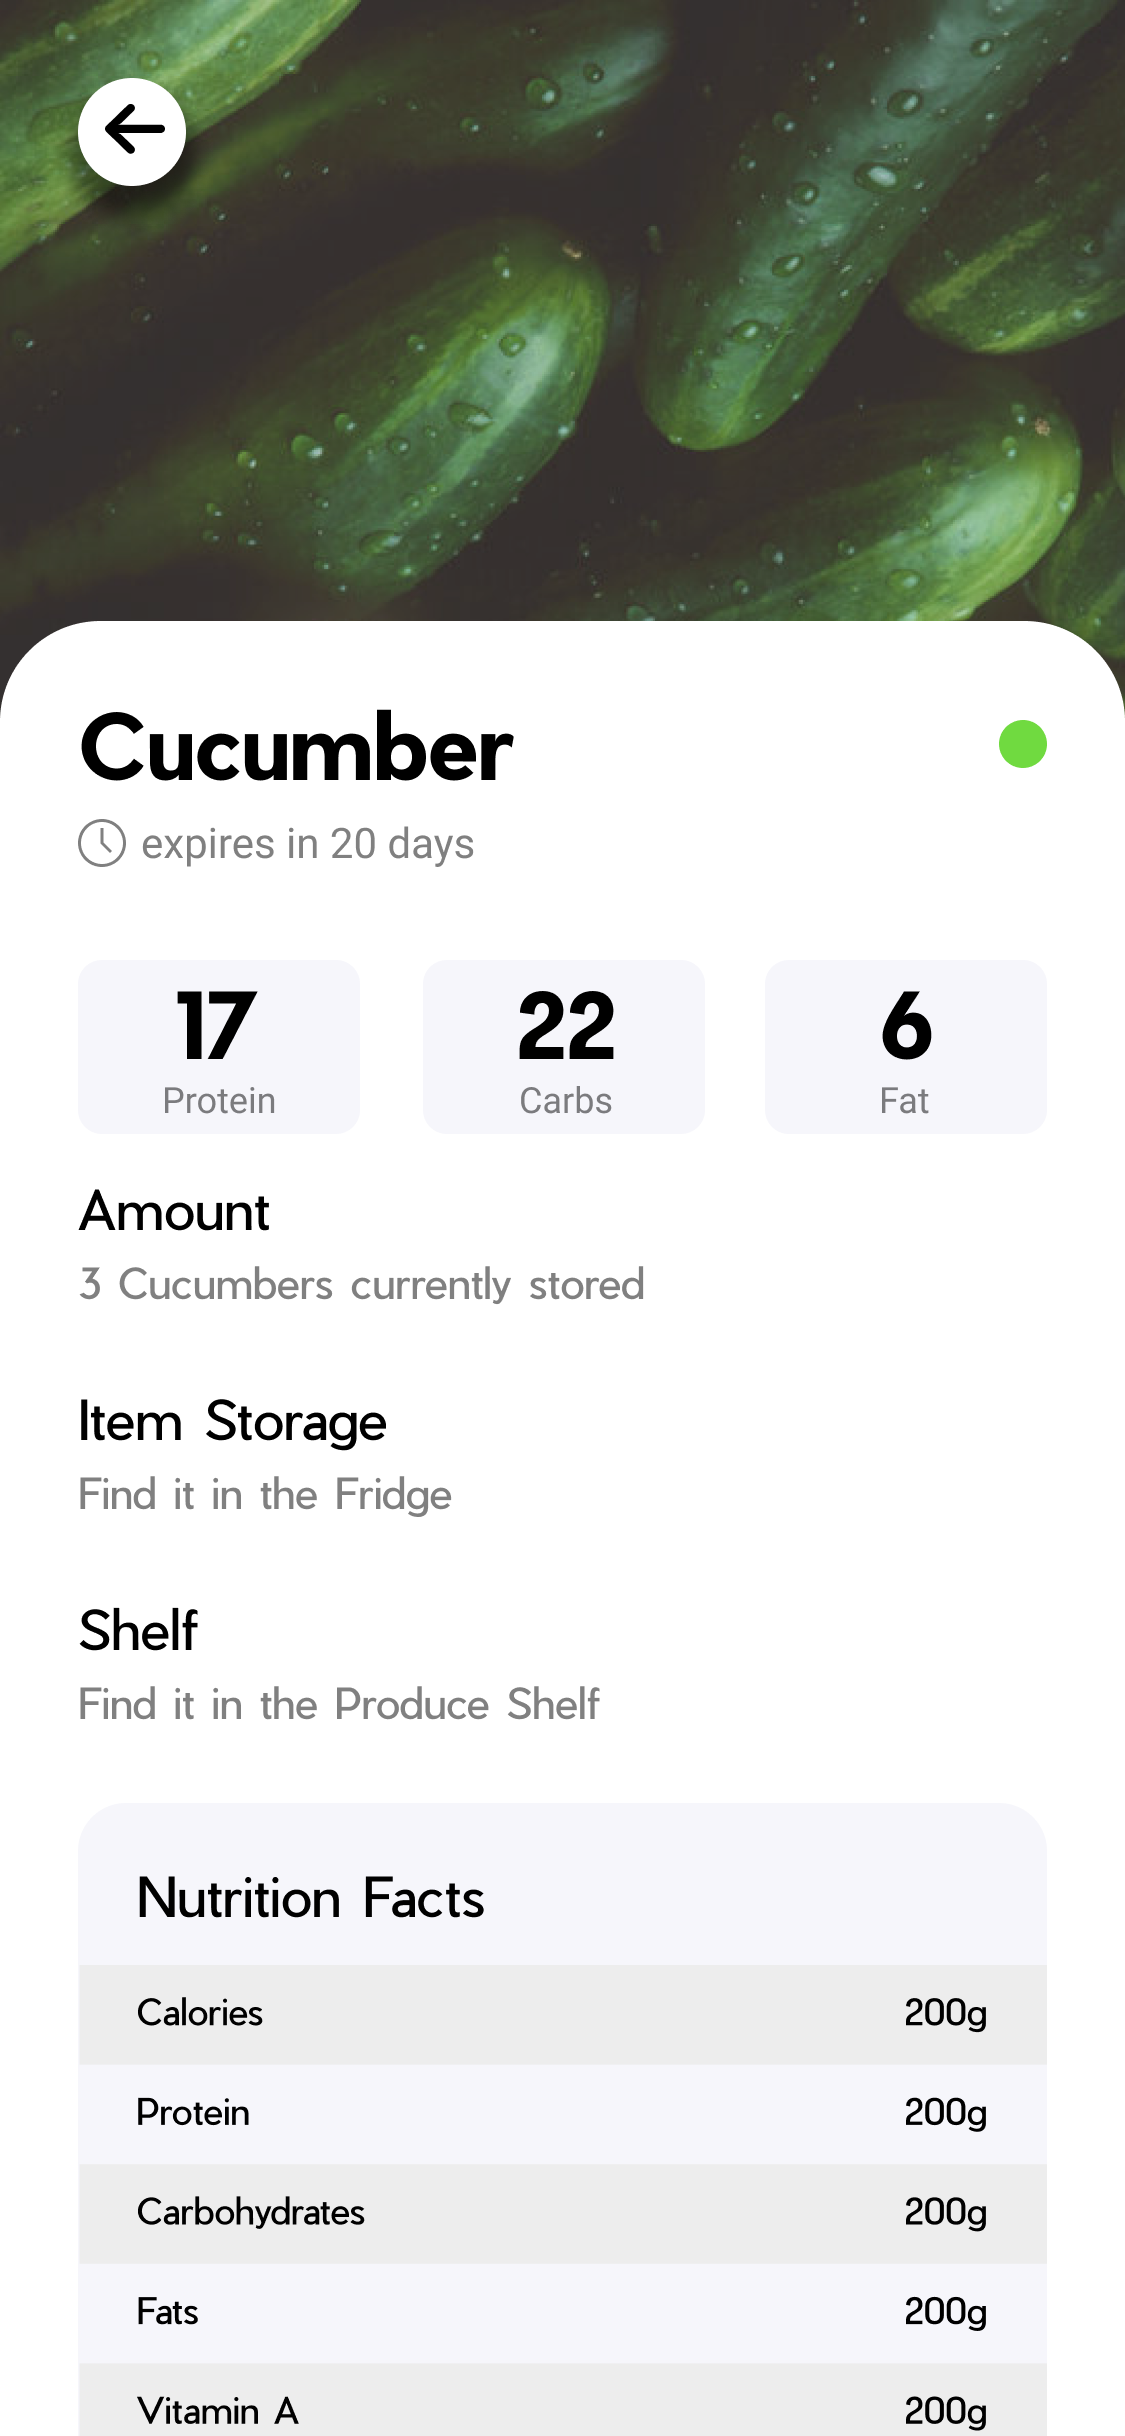 Cucumber
expires in 20 days
17 22 6
Protein Carbs Fat
Amount
3 Cucumbers currently stored
Item Storage
Find it in the Fridge
Shelf
Find it in the Produce Shelf
Nutrition Facts
Calories 200g
Protein 200g
Carbohydrates 200g
Fats 200g
Vitamin A 200g